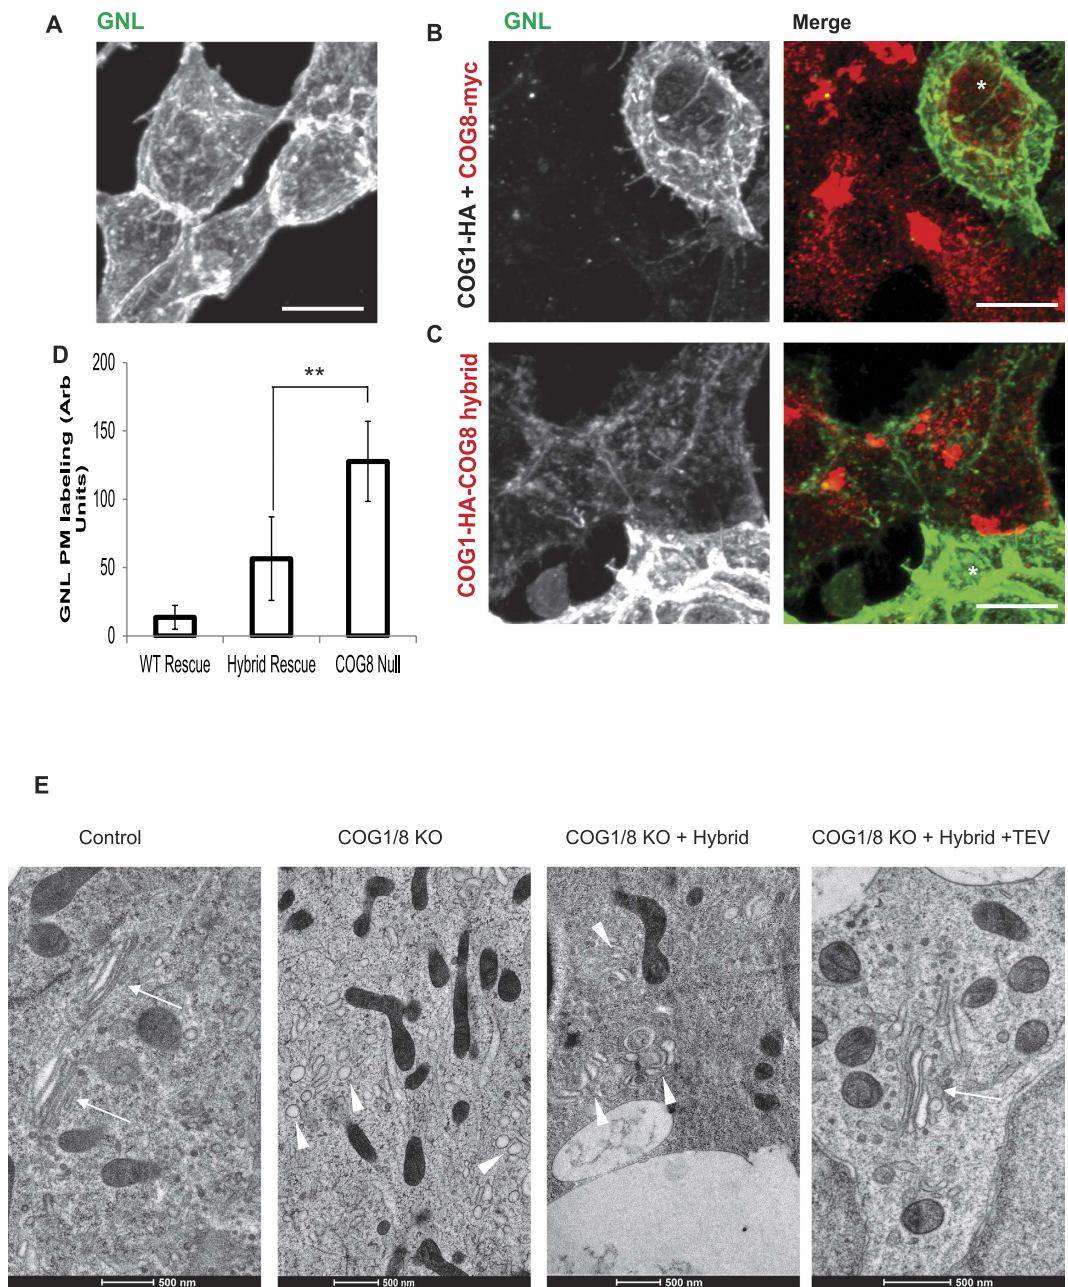 A
GNL
B
GNL
Merge
COG1-HA + COG8-myc
*
C
COG1-HA-COG8 hybrid
*
D
GNL PM labeling (Arb
Units)
200
150
100
50
0
**
WT Rescue
Hybrid Rescue
COG8 Null
E
Control
COG1/8 KO
COG1/8 KO + Hybrid
COG1/8 KO + Hybrid +TEV
500 nm
500 nm
500 nm
500 nm